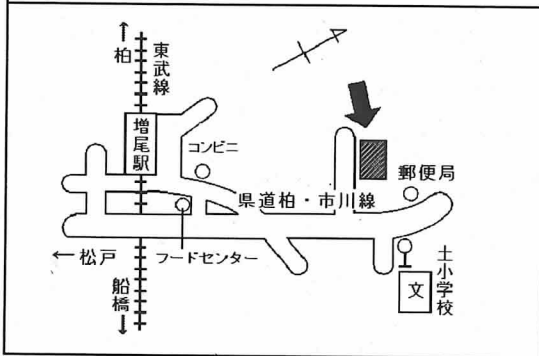 柏
東武線
増尾駅
コンビニ
郵便局
県道柏・市川線
←松戸
フードセンター
土小学校
文
船橋